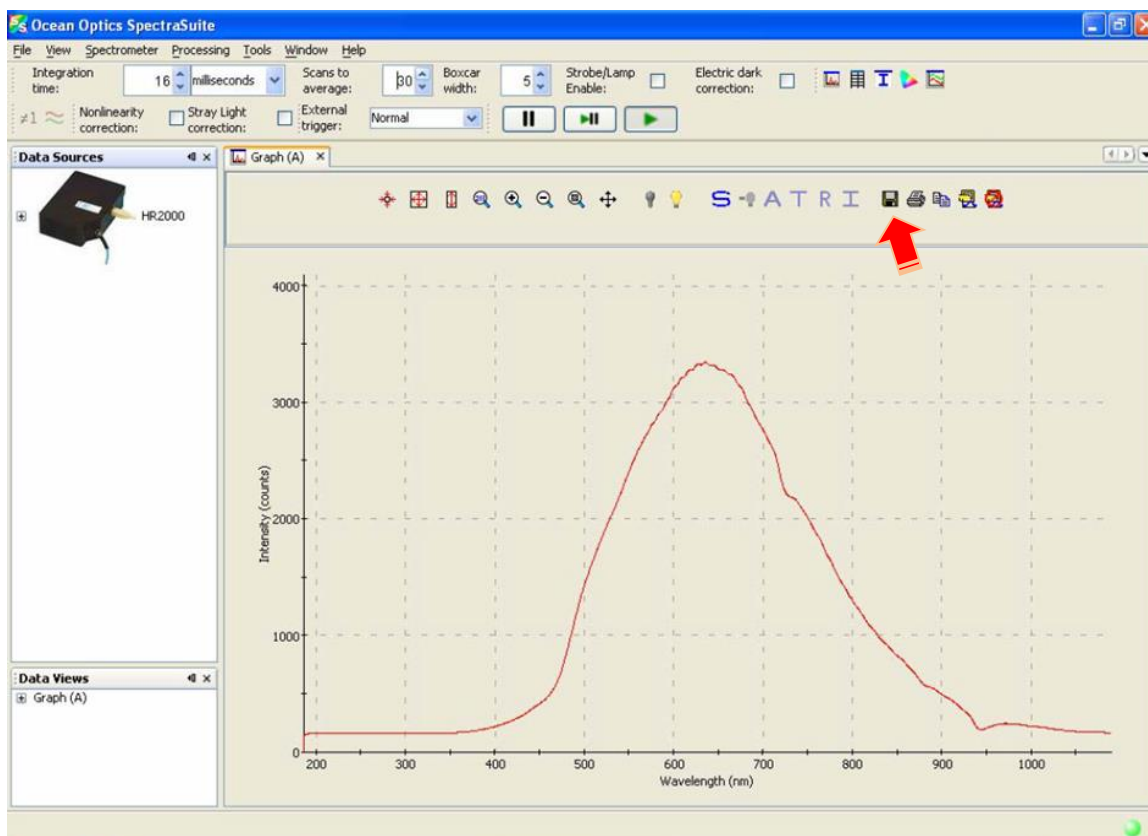 Ocean Optics SpectraSuite
File View Spectrometer Processing Tools Window Help
Integration time: 16 milliseconds Scans to average: 30 Boxcar width: 5 Strobe/Lamp Enable: Electric dark correction:
≠1 Nonlinearity correction: Stray Light correction: External trigger: Normal
Data Sources
Graph (A)
HR2000
S A T R I
4000
3000
2000
1000
0
Intensity (counts)
200 300 400 500 600 700 800 900 1000
Wavelength (nm)
Data Views
Graph (A)